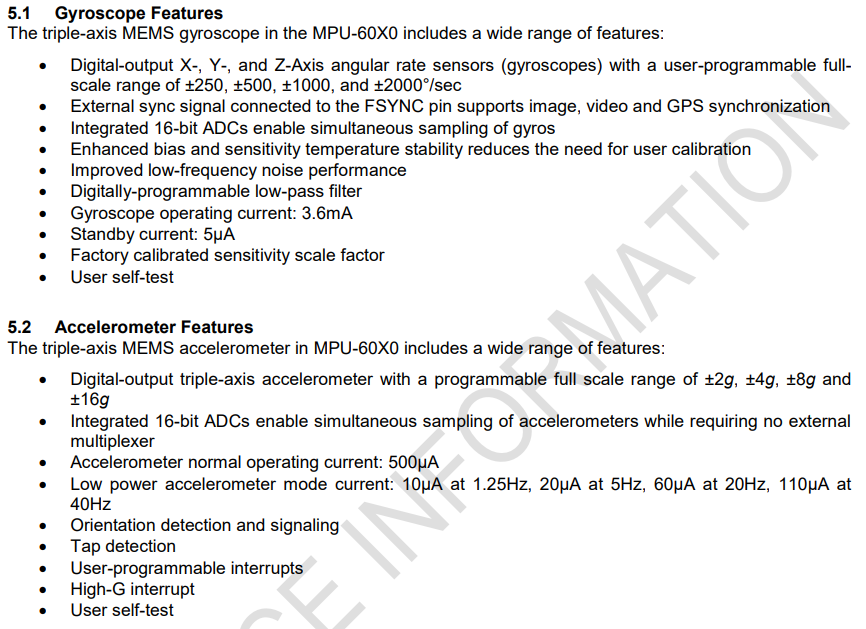 5.1 Gyroscope Features
The triple-axis MEMS gyroscope in the MPU-60X0 includes a wide range of features:
• Digital-output X-, Y-, and Z-Axis angular rate sensors (gyroscopes) with a user-programmable full-
scale range of ±250, ±500, ±1000, and ±2000°/sec
• External sync signal connected to the FSYNC pin supports image, video and GPS synchronization
• Integrated 16-bit ADCs enable simultaneous sampling of gyros
• Enhanced bias and sensitivity temperature stability reduces the need for user calibration
• Improved low-frequency noise performance
• Digitally-programmable low-pass filter
• Gyroscope operating current: 3.6mA
• Standby current: 5µA
• Factory calibrated sensitivity scale factor
• User self-test
5.2 Accelerometer Features
The triple-axis MEMS accelerometer in MPU-60X0 includes a wide range of features:
• Digital-output triple-axis accelerometer with a programmable full scale range of ±2g, ±4g, ±8g and
±16g
• Integrated 16-bit ADCs enable simultaneous sampling of accelerometers while requiring no external
multiplexer
• Accelerometer normal operating current: 500µA
• Low power accelerometer mode current: 10µA at 1.25Hz, 20µA at 5Hz, 60µA at 20Hz, 110µA at
40Hz
• Orientation detection and signaling
• Tap detection
• User-programmable interrupts
• High-G interrupt
• User self-test
INFORMATION